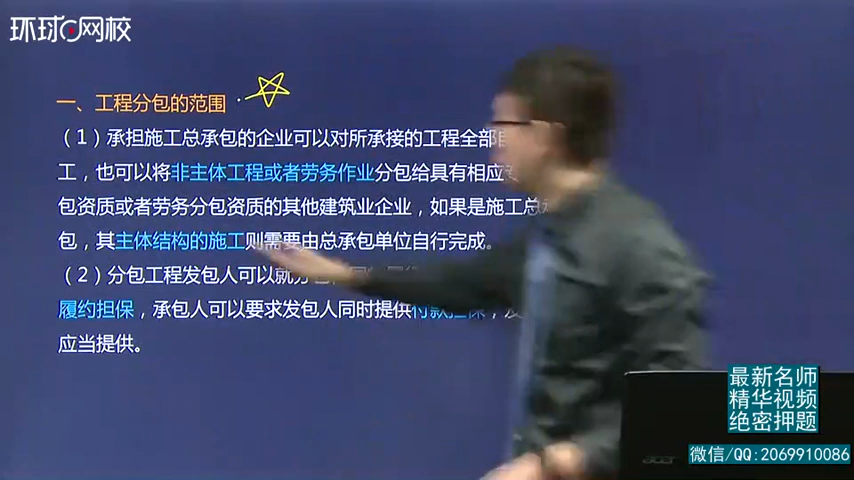 环球网校
一、工程分包的范围
（1）承担施工总承包的企业可以对所承接的工程全部
工，也可以将非主体工程或者劳务作业分包给具有相应
包资质或者劳务分包资质的其他建筑业企业，如果是施工总
包，其主体结构的施工则需要由总承包单位自行完成。
（2）分包工程发包人可以就
履约担保，承包人可以要求发包人同时提供付款担保，
应当提供。
最新名师
精华视频
绝密押题
微信/QQ:2069910086
acer